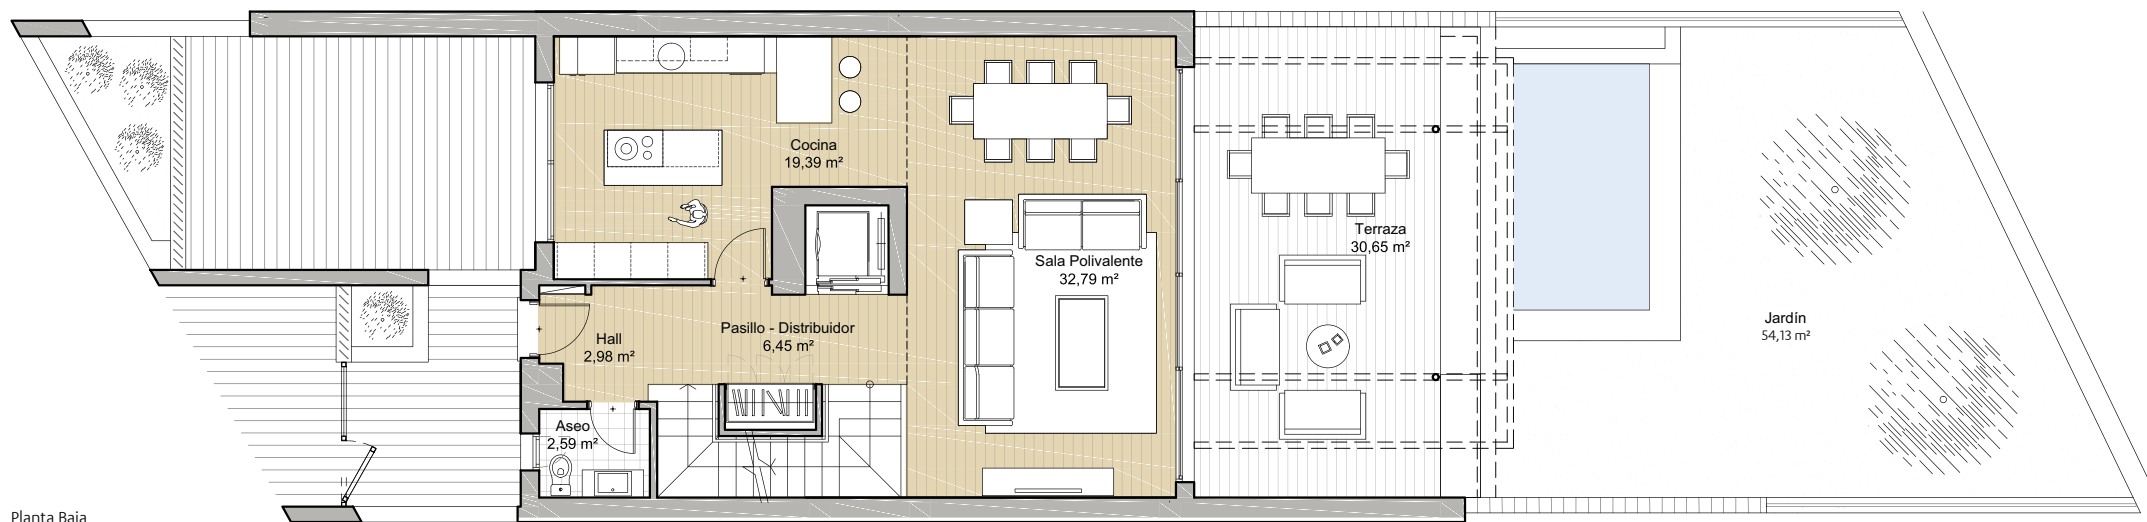 Cocina
19,39 m²
Sala Polivalente
32,79 m²
Terraza
30,65 m²
Jardín
54,13 m²
Pasillo - Distribuidor
6,45 m²
Hall
2,98 m²
Aseo
2,59 m²
Planta Baja